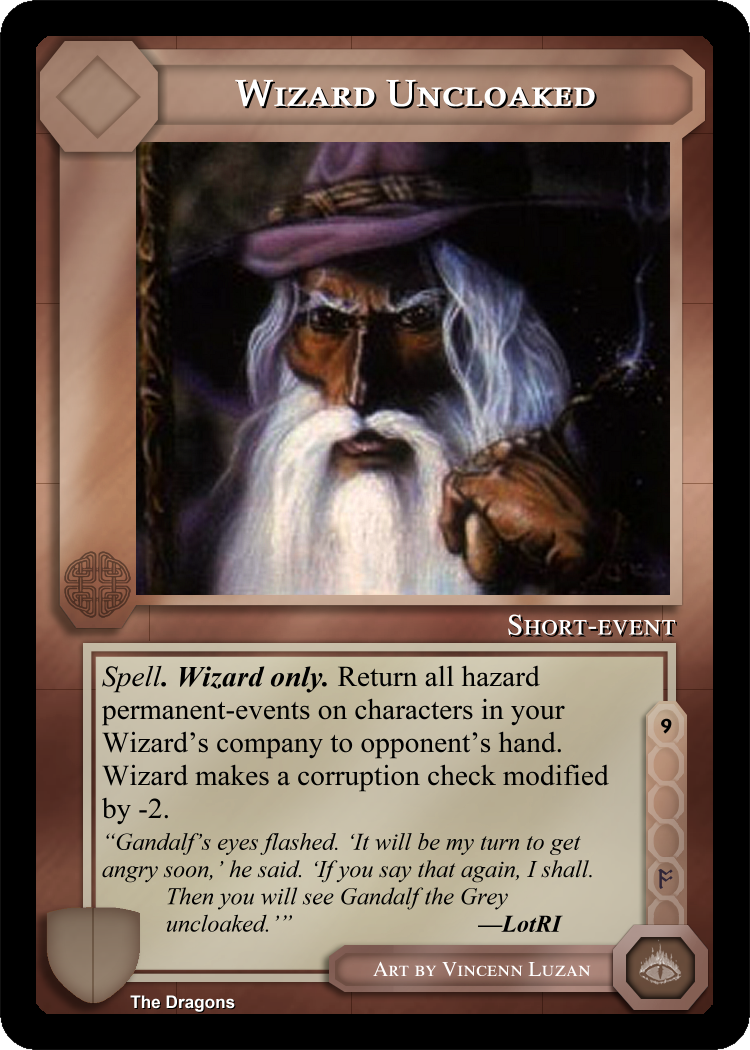 Wizard Uncloaked
Short-event
Spell. Wizard only. Return all hazard
permanent-events on characters in your
Wizard’s company to opponent’s hand.
Wizard makes a corruption check modified
by -2.
9
“Gandalf’s eyes flashed. ‘It will be my turn to get
angry soon,’ he said. ‘If you say that again, I shall.
Then you will see Gandalf the Grey
uncloaked.’” —LotRI
ᚩ
Art by Vincenn Luzan
The Dragons